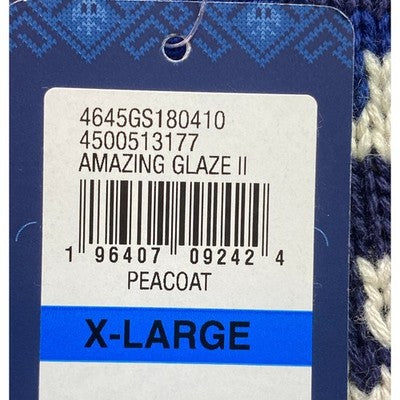 4645GS180410
4500513177
AMAZING GLAZE II
1 96407 09242 4
PEACOAT
X-LARGE